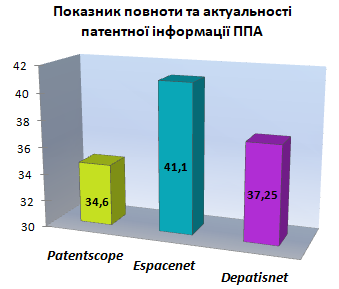 Показник повноти та актуальності
патентної інформації ППА
42
40
38
36
34
32
30
34,6
41,1
37,25
Patentscope
Espacenet
Depatisnet